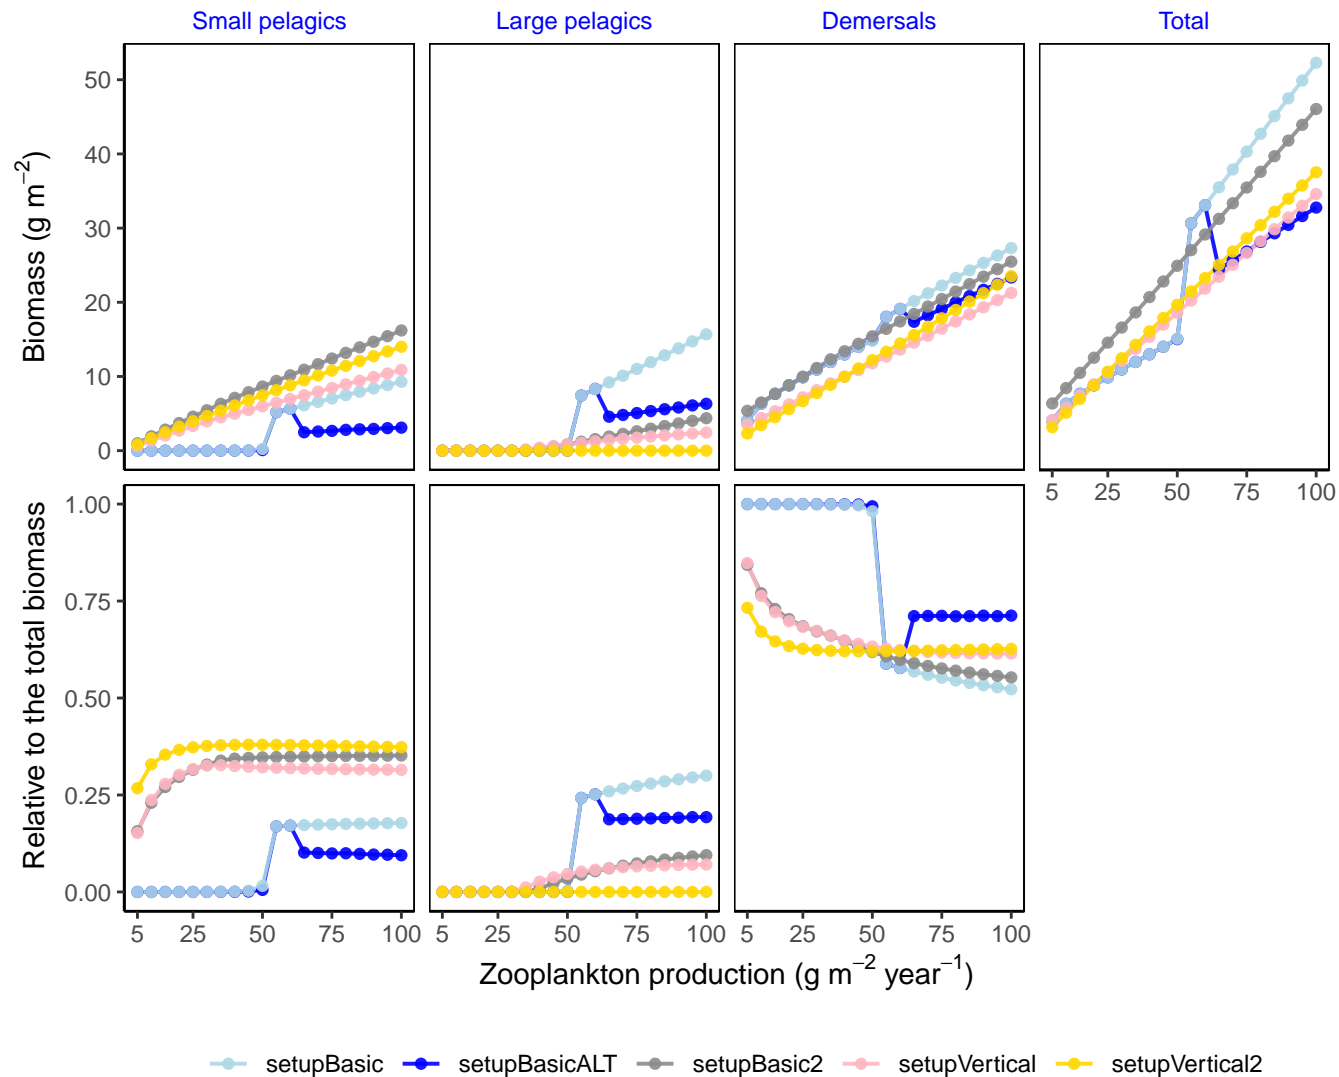 Small pelagics Large pelagics Demersals Total
Biomass (g m−2)
50
40
30
20
10
0
5 25 50 75 100
Relative to the total biomass
1.00
0.75
0.50
0.25
0.00
5 25 50 75 100 5 25 50 75 100 5 25 50 75 100
Zooplankton production (g m−2 year−1)
setupBasic setupBasicALT setupBasic2 setupVertical setupVertical2